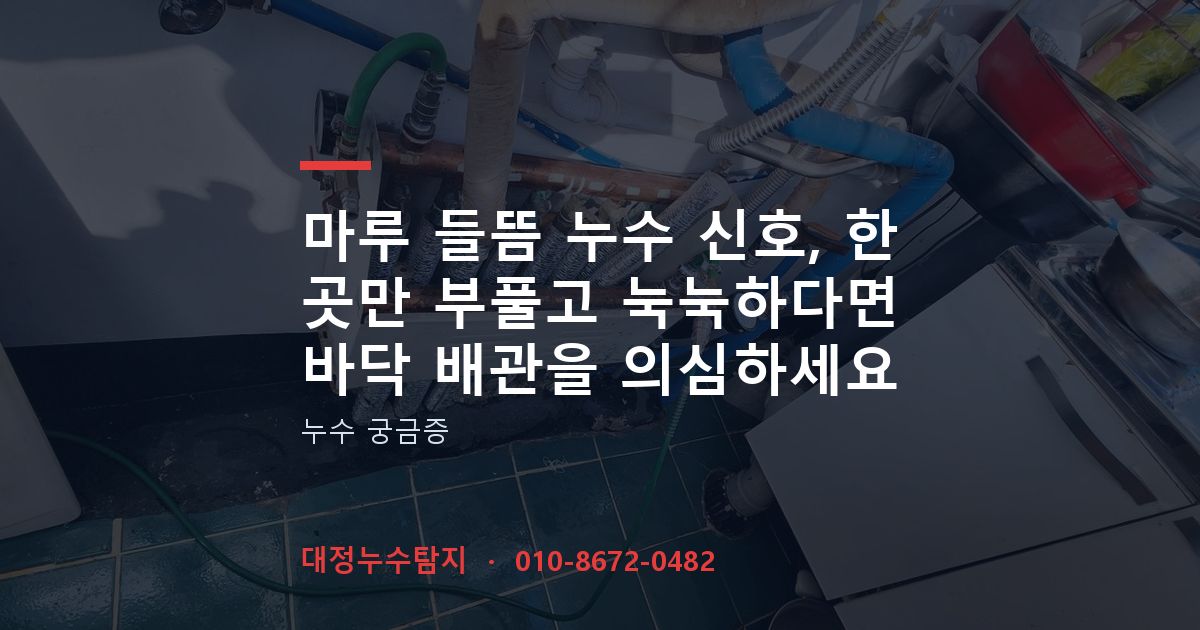 마루 들뜸 누수 신호, 한
곳만 부풀고 눅눅하다면
바닥 배관을 의심하세요
누수 궁금증
대정누수탐지 · 010-8672-0482